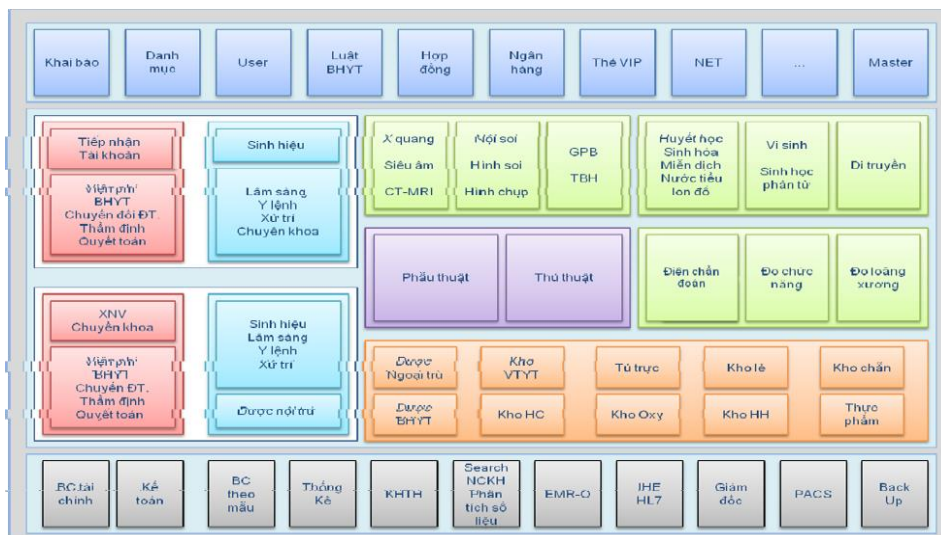 Khai báo
Danh
mục
User
Luật
BHYT
Hợp
đồng
Ngân
hàng
Thẻ VIP
NET
...
Master
Tiếp nhận
Tài khoản
Viện phí
BHYT
Chuyển đổi ĐT.
Thẩm định
Quyết toán
Sinh hiệu
Lâm sàng
Y lệnh
Xử trí
Chuyên khoa
X quang
Siêu âm
CT-MRI
Nội soi
Hình soi
Hình chụp
GPB
TBH
Huyết học
Sinh hóa
Miễn dịch
Nước tiểu
Ion đồ
Vi sinh
Sinh học
phân tử
Di truyền
Phẫu thuật
Thủ thuật
Điện chẩn
đoán
Đo chức
năng
Đo loãng
xương
XNV
Chuyển khoa
Viện phí
BHYT
Chuyển ĐT.
Thẩm định
Quyết toán
Sinh hiệu
Lâm sàng
Y lệnh
Xử trí
Dược nội trú
Dược
Ngoại trú
Kho
VTYT
Tủ trực
Kho lẻ
Kho chẵn
Dược
BHYT
Kho HC
Kho Oxy
Kho HH
Thực
phẩm
BC tài
chính
Kế
toán
BC
theo
mẫu
Thống
Kê
KHTH
Search
NCKH
Phân
tích số
liệu
EMR-O
IHE
HL7
Giám
đốc
PACS
Back
Up